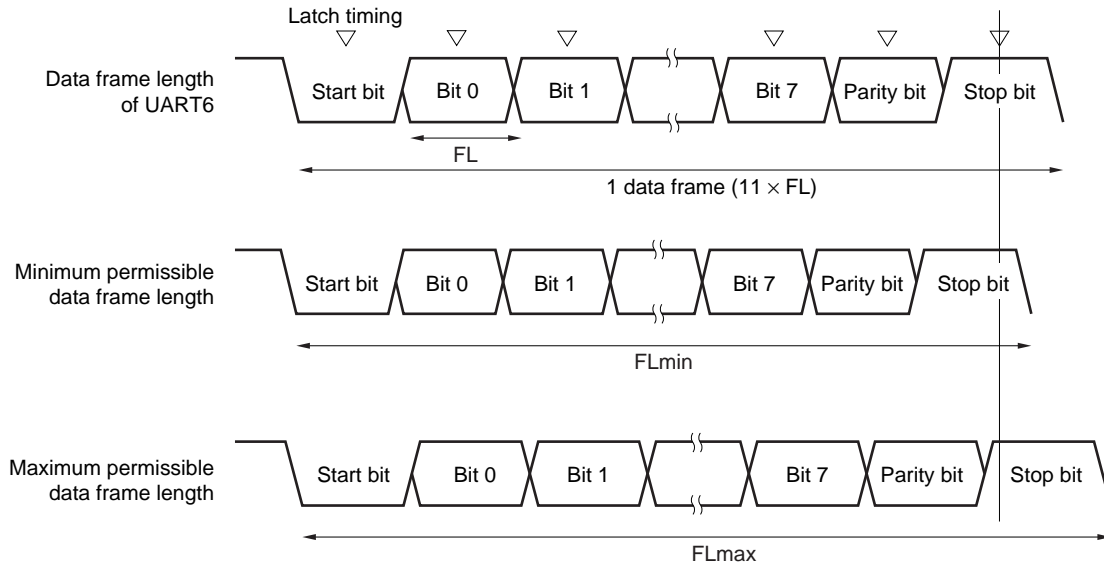 Latch timing
Data frame length
of UART6
Start bit
Bit 0
Bit 1
Bit 7
Parity bit
Stop bit
FL
1 data frame (11 × FL)
Minimum permissible
data frame length
Start bit
Bit 0
Bit 1
Bit 7
Parity bit
Stop bit
FLmin
Maximum permissible
data frame length
Start bit
Bit 0
Bit 1
Bit 7
Parity bit
Stop bit
FLmax